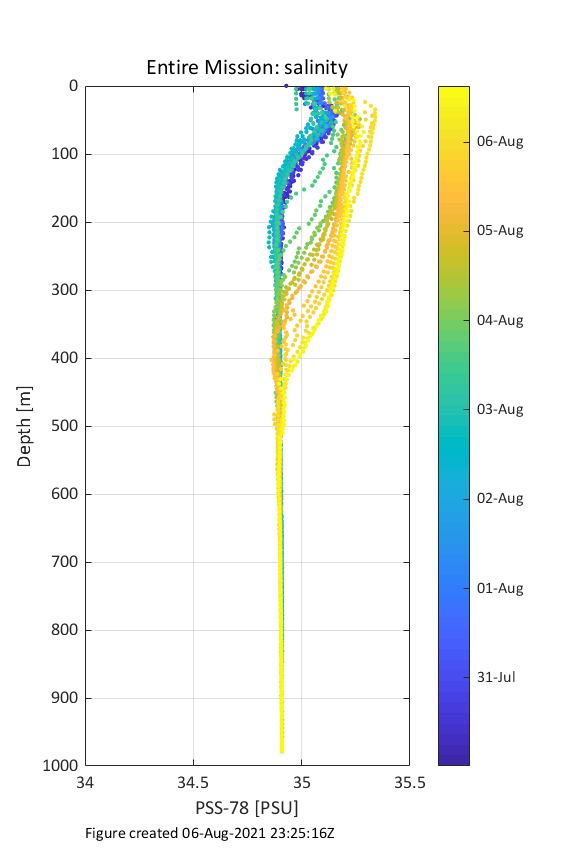 Entire Mission: salinity
0
100
200
300
400
500
600
700
800
900
1000
Depth [m]
34
34.5
35
35.5
PSS-78 [PSU]
06-Aug
05-Aug
04-Aug
03-Aug
02-Aug
01-Aug
31-Jul
Figure created 06-Aug-2021 23:25:16Z